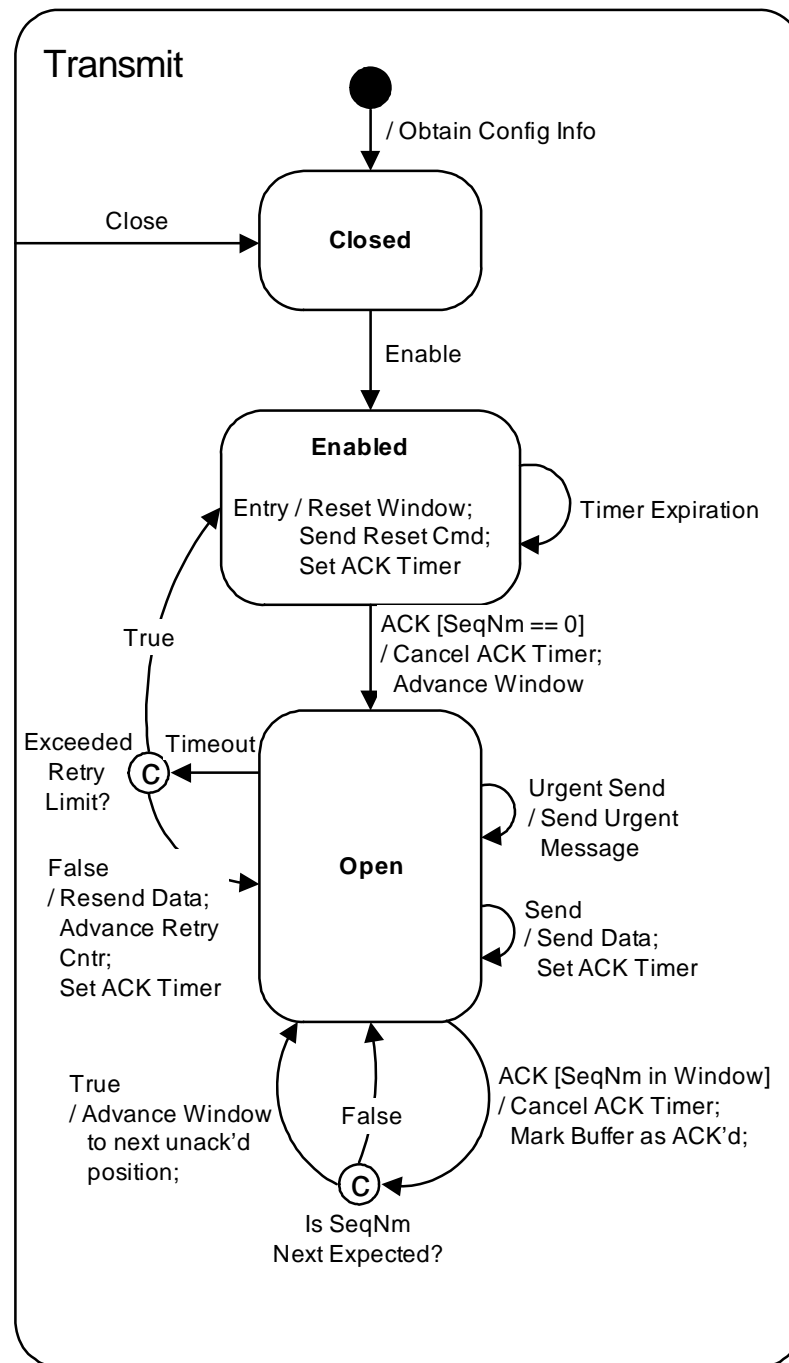 Transmit
/ Obtain Config Info
Close
Closed
Enable
Enabled
Entry / Reset Window;
Send Reset Cmd;
Set ACK Timer
Timer Expiration
True
ACK [SeqNm == 0]
/ Cancel ACK Timer;
Advance Window
Exceeded
Retry
Limit?
Timeout
C
Urgent Send
/ Send Urgent
Message
Open
False
/ Resend Data;
Advance Retry
Cntr;
Set ACK Timer
Send
/ Send Data;
Set ACK Timer
True
/ Advance Window
to next unack'd
position;
False
ACK [SeqNm in Window]
/ Cancel ACK Timer;
Mark Buffer as ACK'd;
C
Is SeqNm
Next Expected?